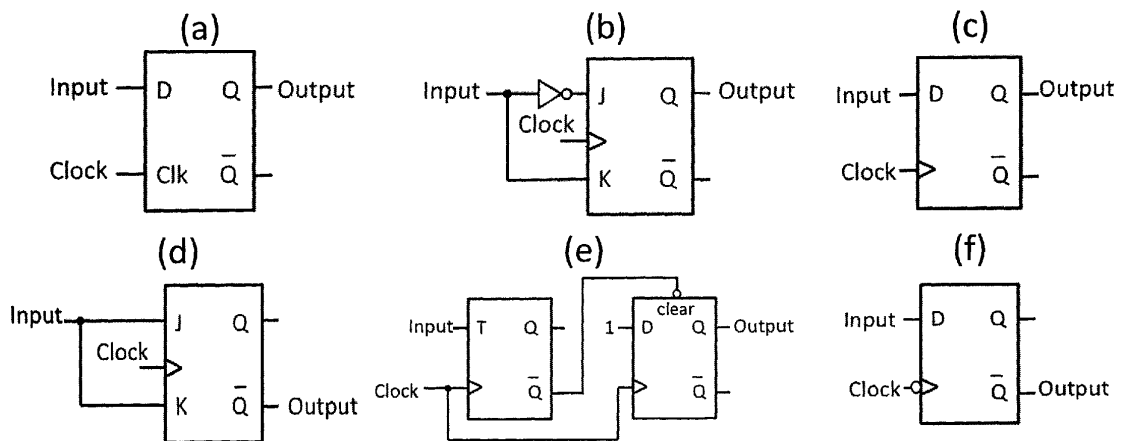 (a)
Input D Q Output
Clock Clk Q̅
(b)
Input J Q Output
Clock
K Q̅
(c)
Input D Q Output
Clock Q̅
(d)
Input J Q
Clock
K Q̅ Output
(e)
clear
Input T Q 1 D Q Output
Clock Q̅ Q̅
(f)
Input D Q
Clock Q̅ Output